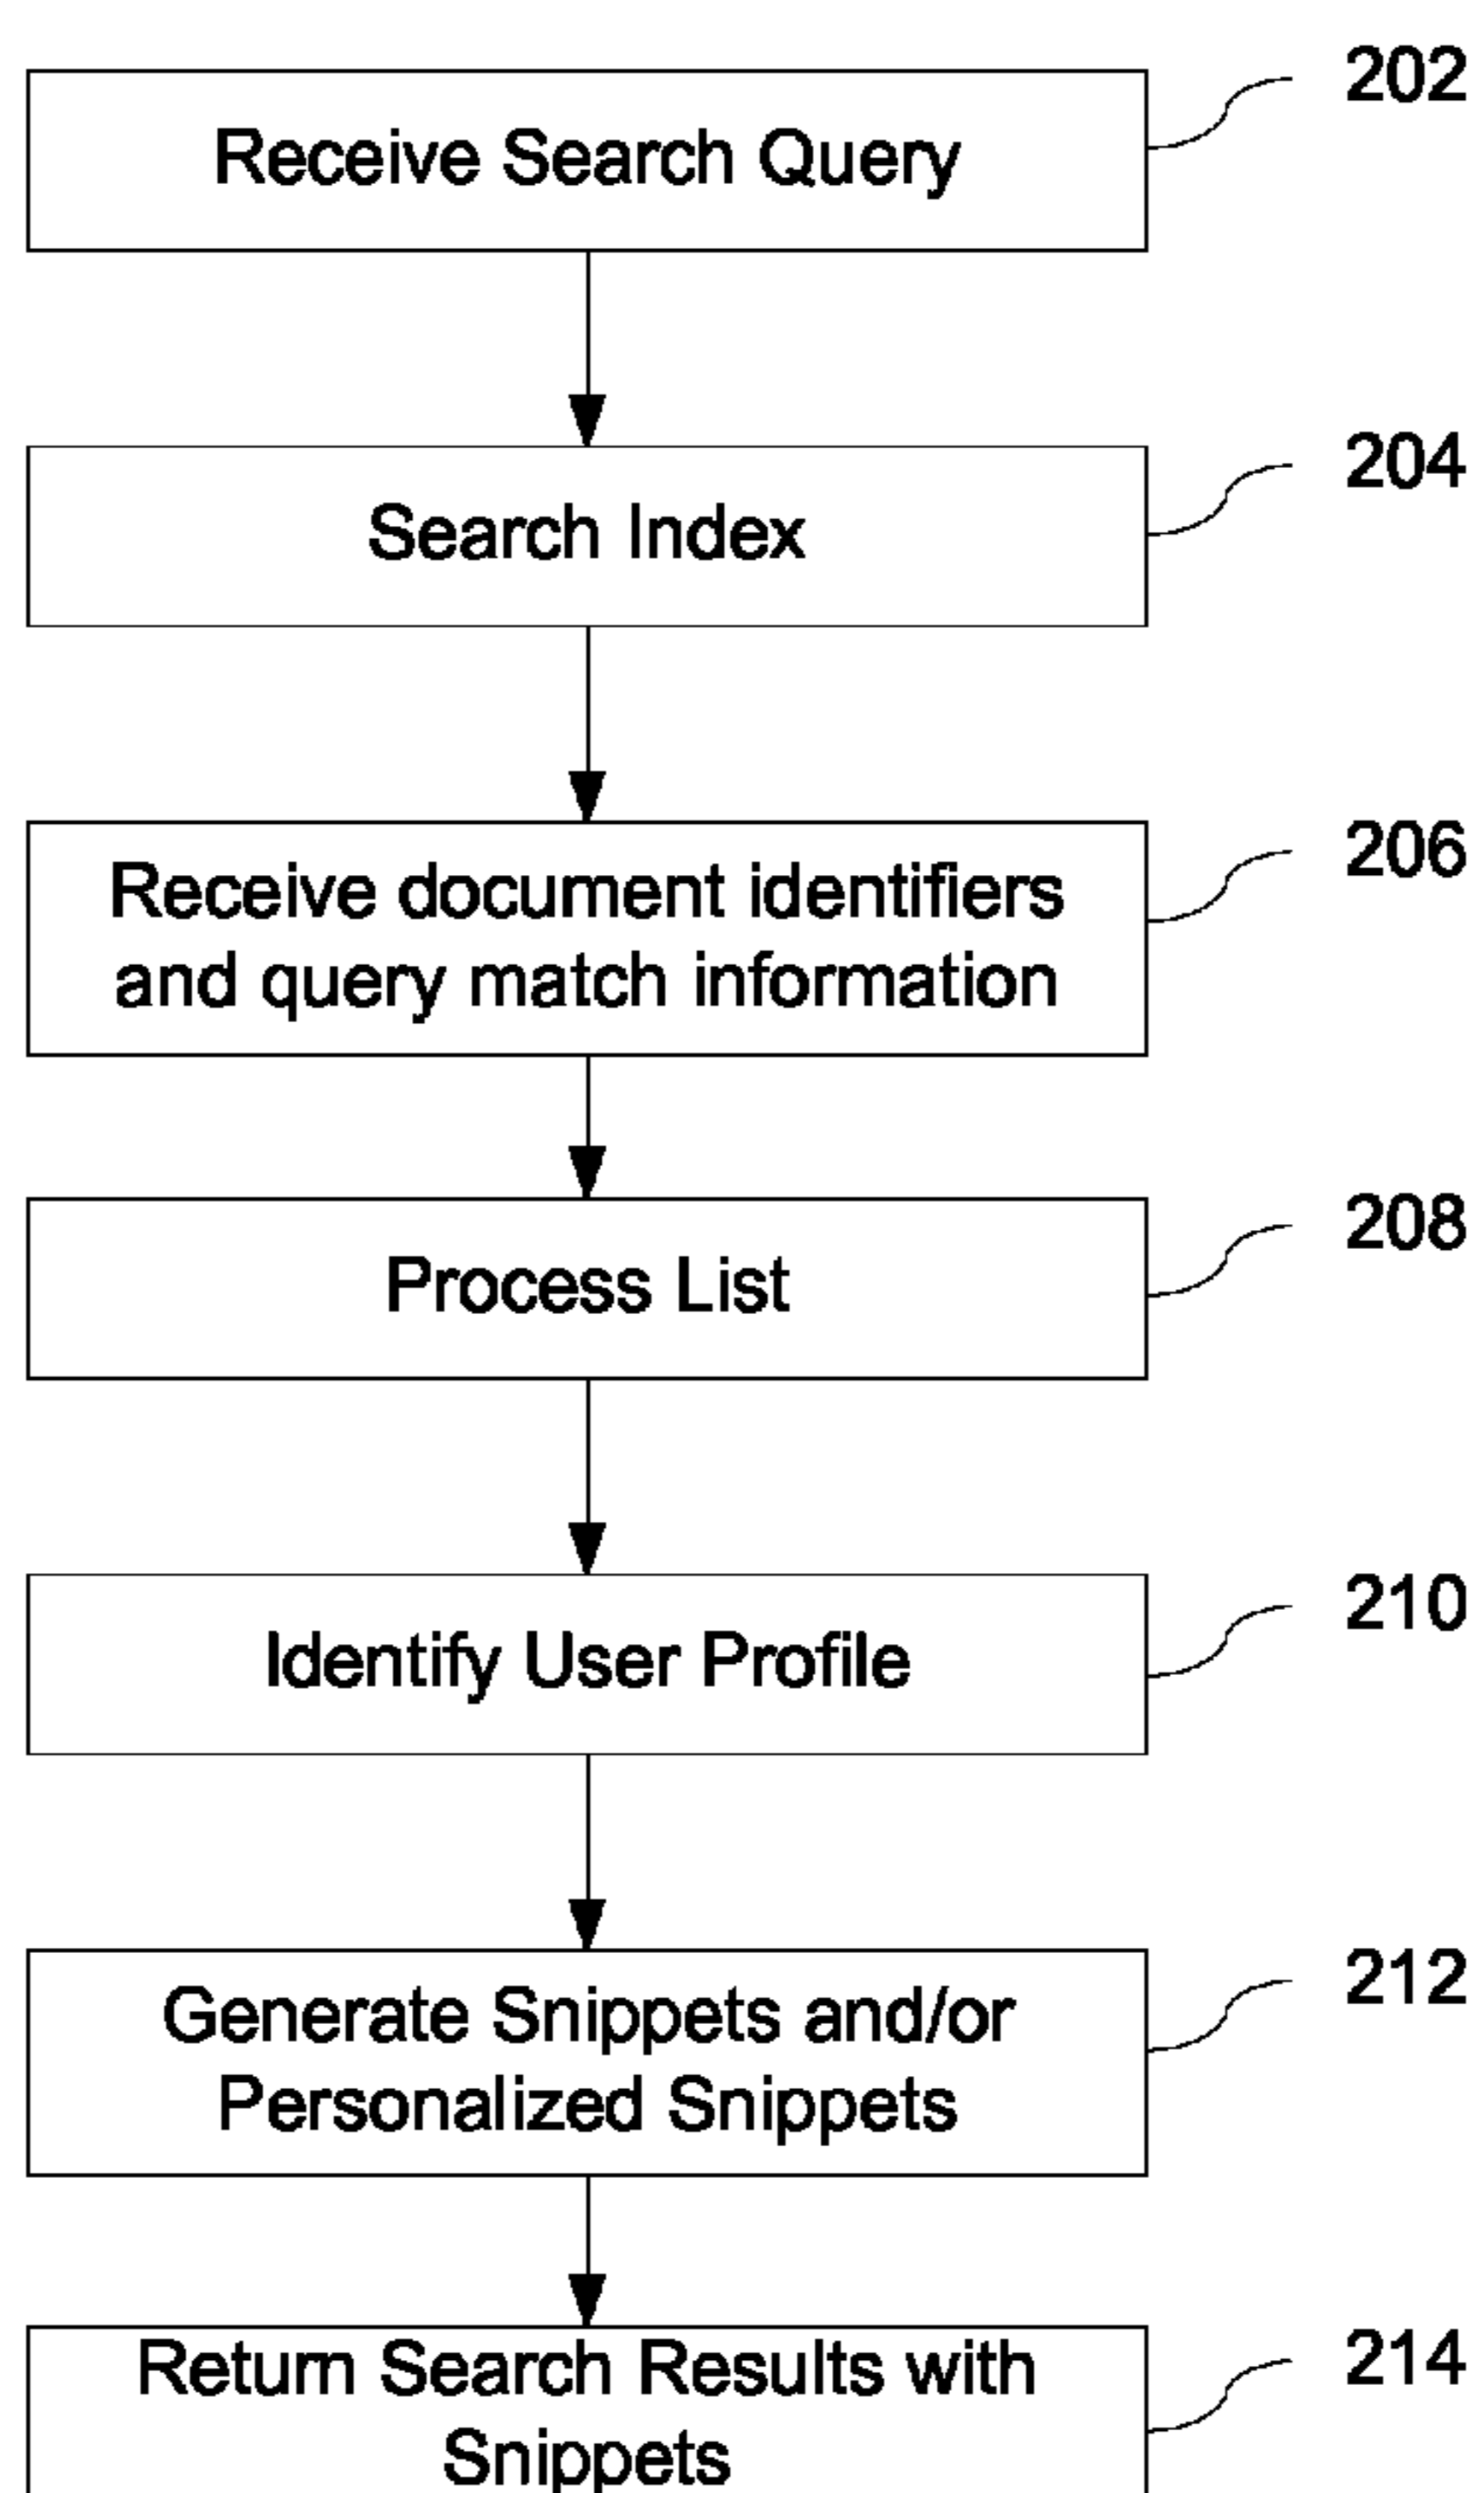 202
Receive Search Query
204
Search Index
206
Receive document identifiers
and query match information
208
Process List
210
Identify User Profile
212
Generate Snippets and/or
Personalized Snippets
214
Return Search Results with
Snippets